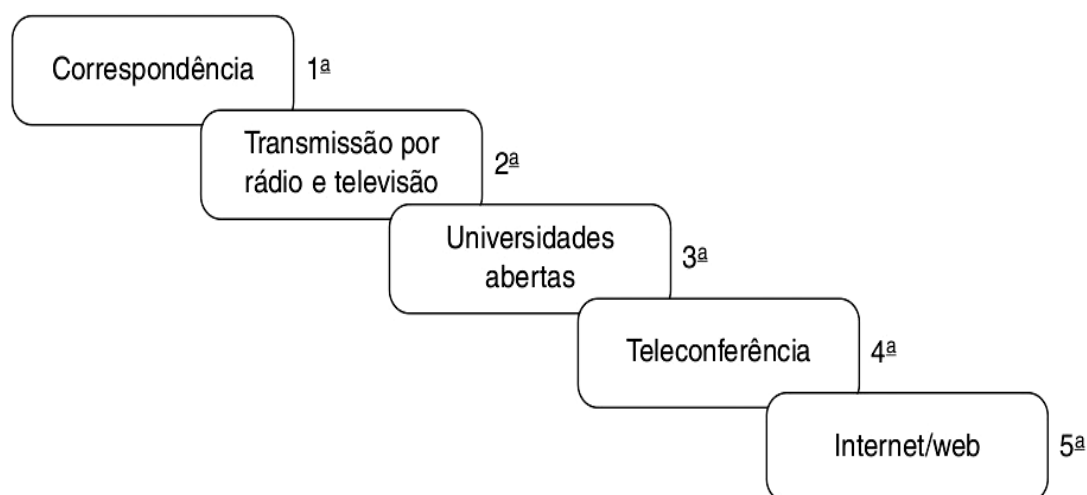 Correspondência 1ª
Transmissão por
rádio e televisão 2ª
Universidades
abertas 3ª
Teleconferência 4ª
Internet/web 5ª